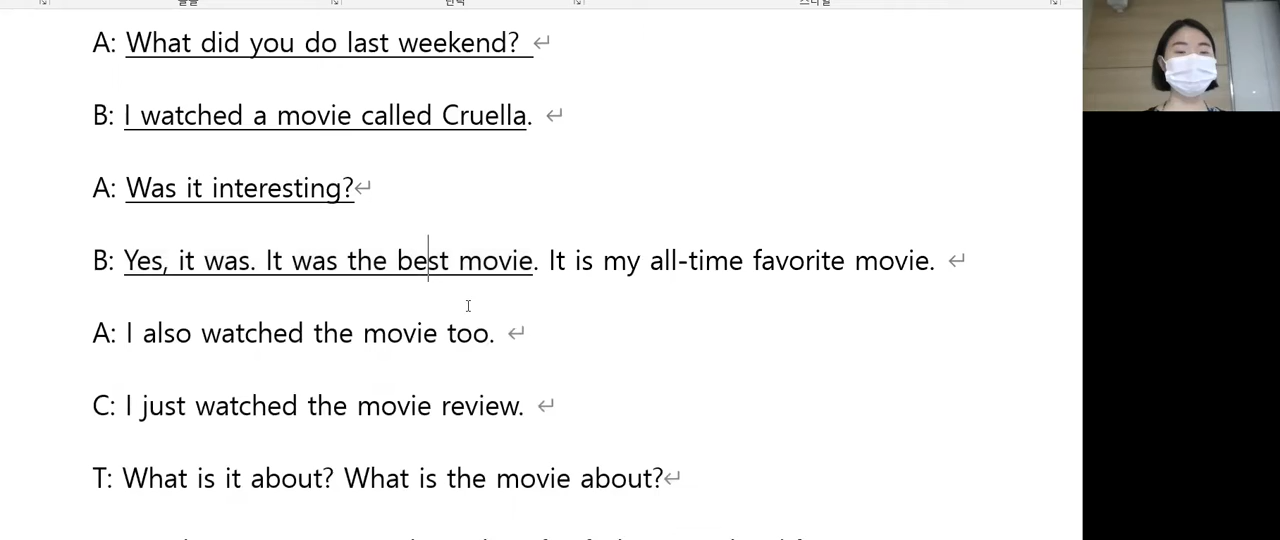 A: What did you do last weekend? ↵
B: I watched a movie called Cruella. ↵
A: Was it interesting?↵
B: Yes, it was. It was the best movie. It is my all-time favorite movie. ↵
A: I also watched the movie too. ↵
C: I just watched the movie review. ↵
T: What is it about? What is the movie about?↵